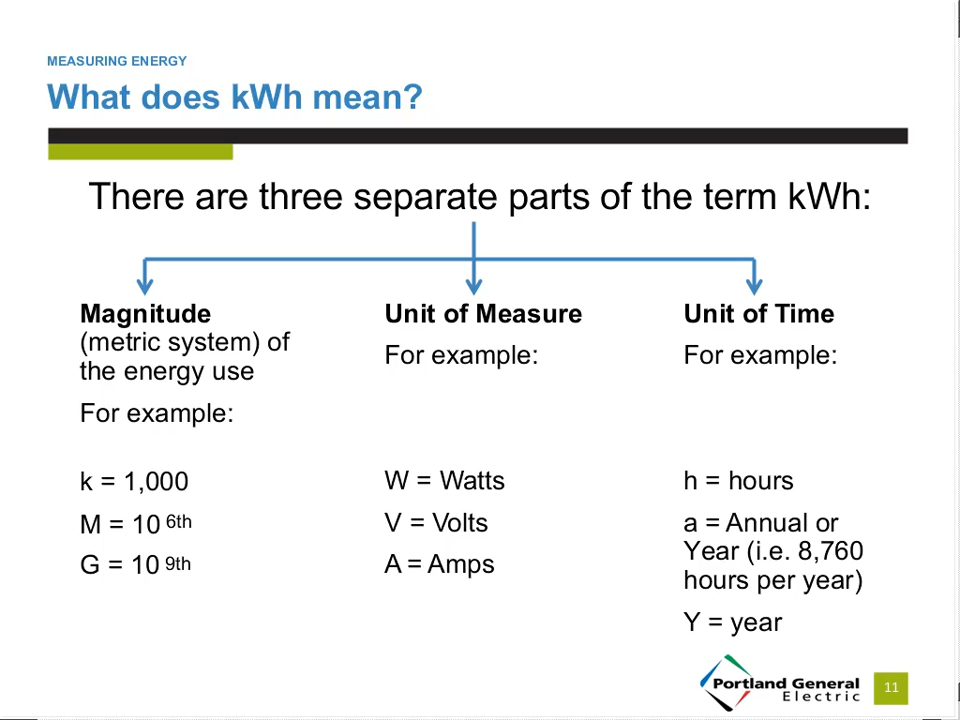 MEASURING ENERGY
What does kWh mean?
There are three separate parts of the term kWh:
Magnitude
(metric system) of
the energy use
For example:
k = 1,000
M = 10 6th
G = 10 9th
Unit of Measure
For example:
W = Watts
V = Volts
A = Amps
Unit of Time
For example:
h = hours
a = Annual or
Year (i.e. 8,760
hours per year)
Y = year
Portland General
Electric
11